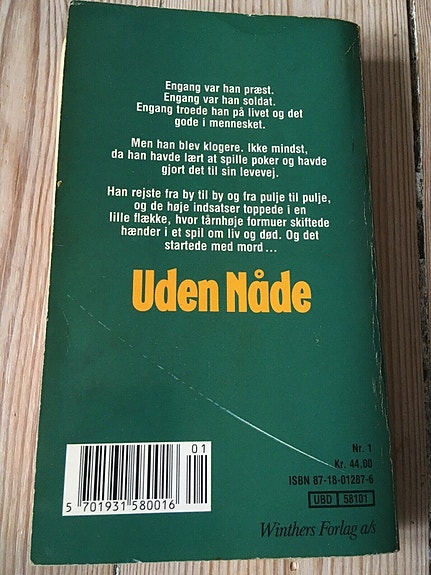 Engang var han præst.
Engang var han soldat.
Engang troede han på livet og det
gode i mennesket.
Men han blev klogere. Ikke mindst,
da han havde lært at spille poker og havde
gjort det til sin levevej.
Han rejste fra by til by og fra pulje til pulje,
og de høje indsatser toppede i en
lille flække, hvor tårnhøje formuer skiftede
hænder i et spil om liv og død. Og det
startede med mord ...
Uden Nåde
01
5 701931 580016
Nr. 1
Kr. 44,00
ISBN 87-18-01287-6
UBD 58101
Winthers Forlag a/s